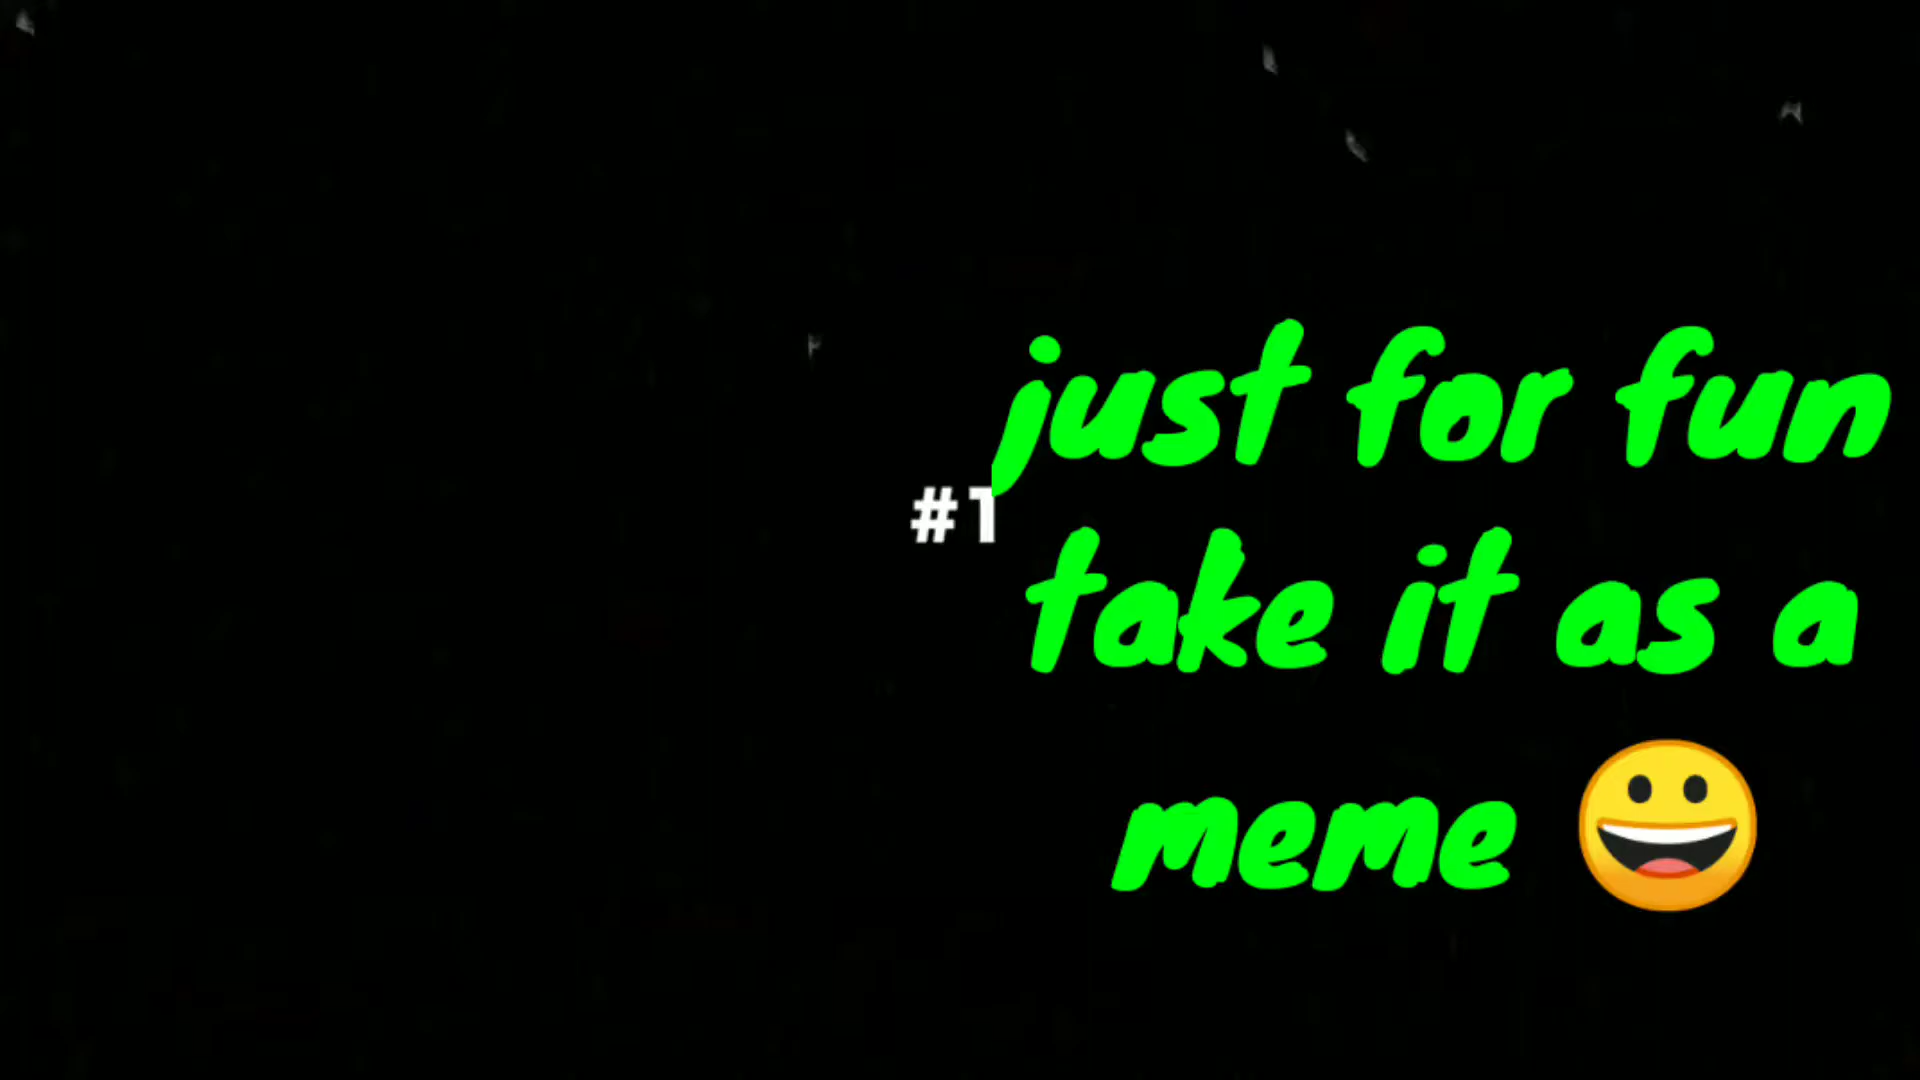 just for fun
#1
take it as a
meme 😀